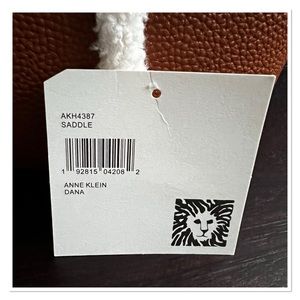 AKH4387
SADDLE
1 92815 04208 2
ANNE KLEIN
DANA